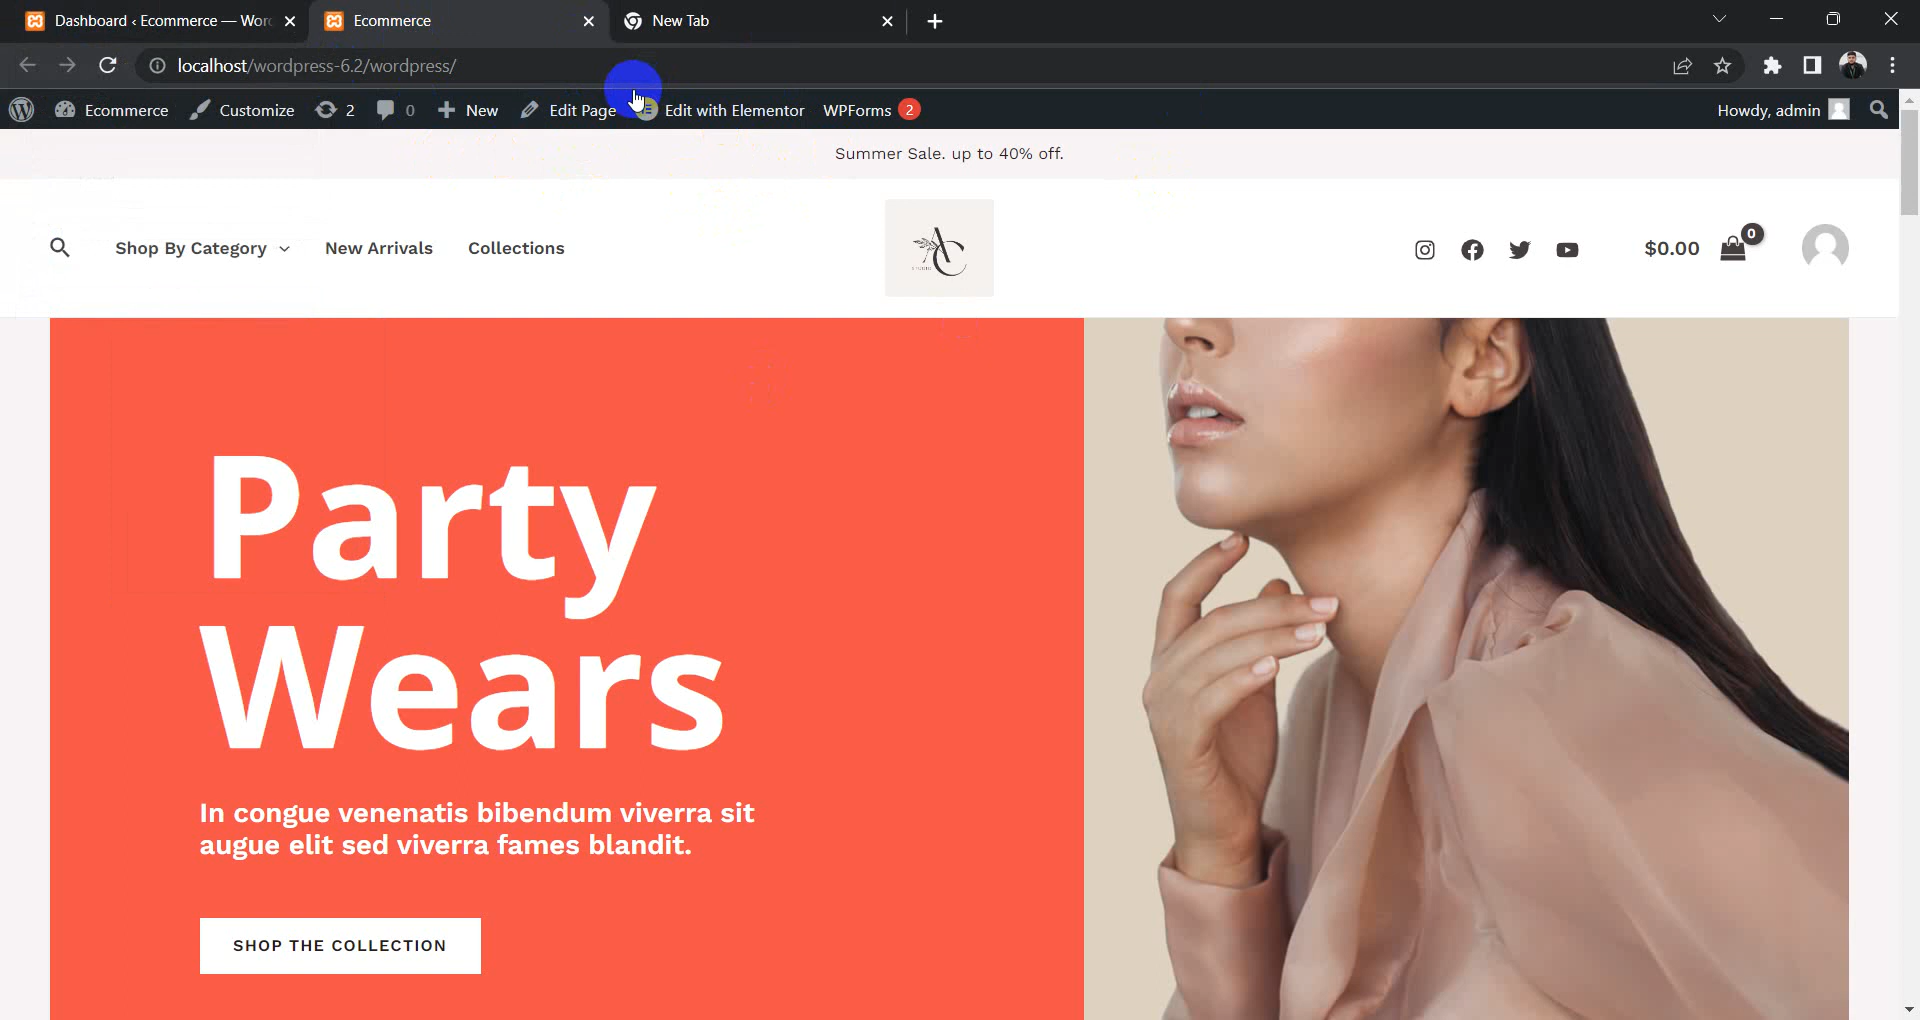 Dashboard ‹ Ecommerce — Wor
Ecommerce
New Tab
localhost/wordpress-6.2/wordpress/
Ecommerce
Customize
2
0
New
Edit Page
Edit with Elementor
WPForms 2
Howdy, admin
Summer Sale. up to 40% off.
Shop By Category
New Arrivals
Collections
AC
$0.00
0
Party
Wears
In congue venenatis bibendum viverra sit
augue elit sed viverra fames blandit.
SHOP THE COLLECTION